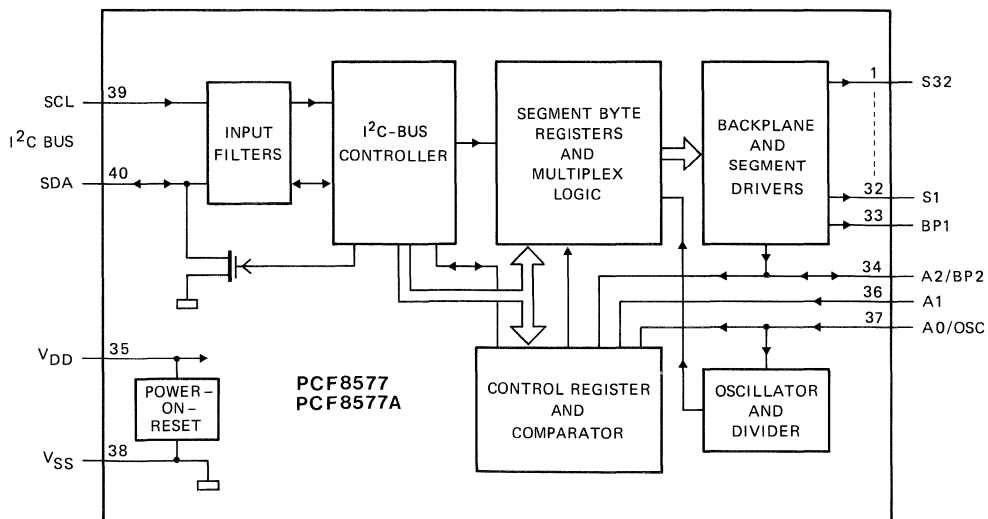 SCL
39
I²C BUS
SDA
40
INPUT
FILTERS
I²C-BUS
CONTROLLER
SEGMENT BYTE
REGISTERS
AND
MULTIPLEX
LOGIC
BACKPLANE
AND
SEGMENT
DRIVERS
1
S32
32
S1
33
BP1
34
A2/BP2
36
A1
37
A0/OSC
VDD
35
POWER–
ON–
RESET
VSS
38
PCF8577
PCF8577A
CONTROL REGISTER
AND
COMPARATOR
OSCILLATOR
AND
DIVIDER